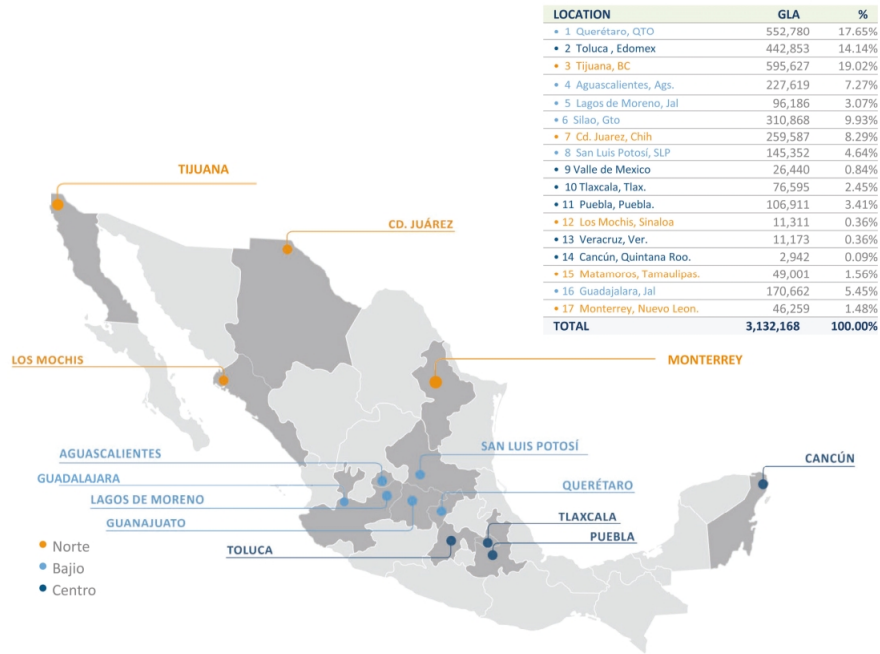 LOCATION GLA %
• 1 Querétaro, QTO 552,780 17.65%
• 2 Toluca , Edomex 442,853 14.14%
• 3 Tijuana, BC 595,627 19.02%
• 4 Aguascalientes, Ags. 227,619 7.27%
• 5 Lagos de Moreno, Jal 96,186 3.07%
• 6 Silao, Gto 310,868 9.93%
• 7 Cd. Juarez, Chih 259,587 8.29%
• 8 San Luis Potosí, SLP 145,352 4.64%
• 9 Valle de Mexico 26,440 0.84%
• 10 Tlaxcala, Tlax. 76,595 2.45%
• 11 Puebla, Puebla. 106,911 3.41%
• 12 Los Mochis, Sinaloa 11,311 0.36%
• 13 Veracruz, Ver. 11,173 0.36%
• 14 Cancún, Quintana Roo. 2,942 0.09%
• 15 Matamoros, Tamaulipas. 49,001 1.56%
• 16 Guadajalara, Jal 170,662 5.45%
• 17 Monterrey, Nuevo Leon. 46,259 1.48%
TOTAL 3,132,168 100.00%
TIJUANA
CD. JUÁREZ
LOS MOCHIS
MONTERREY
AGUASCALIENTES
SAN LUIS POTOSÍ
CANCÚN
GUADALAJARA
QUERÉTARO
LAGOS DE MORENO
TLAXCALA
GUANAJUATO
PUEBLA
TOLUCA
Norte
Bajio
Centro